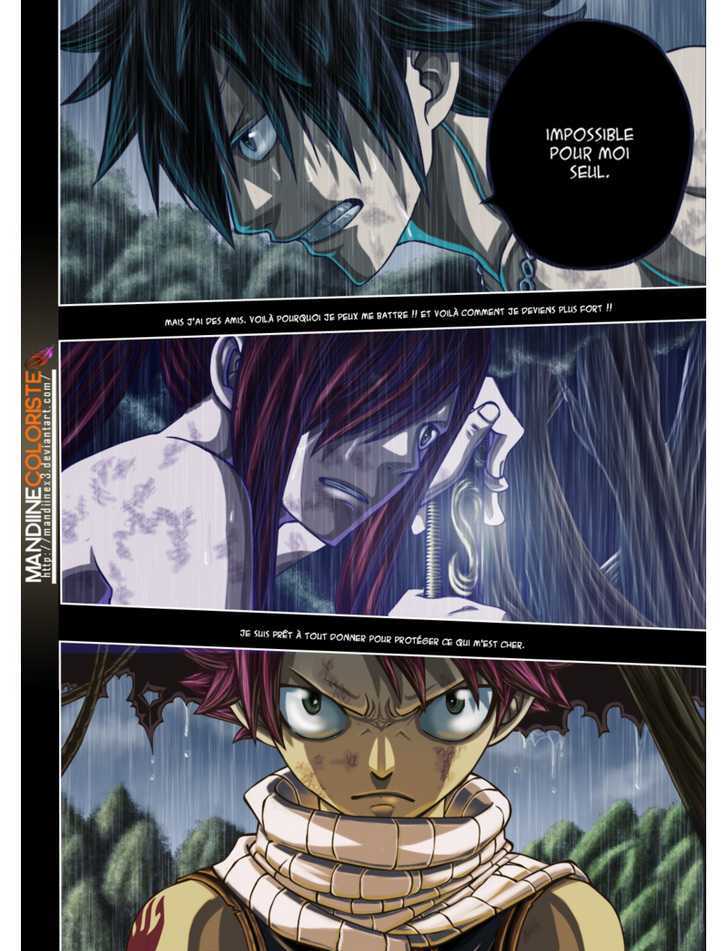 IMPOSSIBLE
POUR MOI
SEUL.
MAIS J'AI DES AMIS. VOILÀ POURQUOI JE PEUX ME BATTRE !! ET VOILÀ COMMENT JE DEVIENS PLUS FORT !!
MANDIINECOLORISTE
http://mandiinex3.deviantart.com/
JE SUIS PRÊT À TOUT DONNER POUR PROTÉGER CE QUI M'EST CHER.